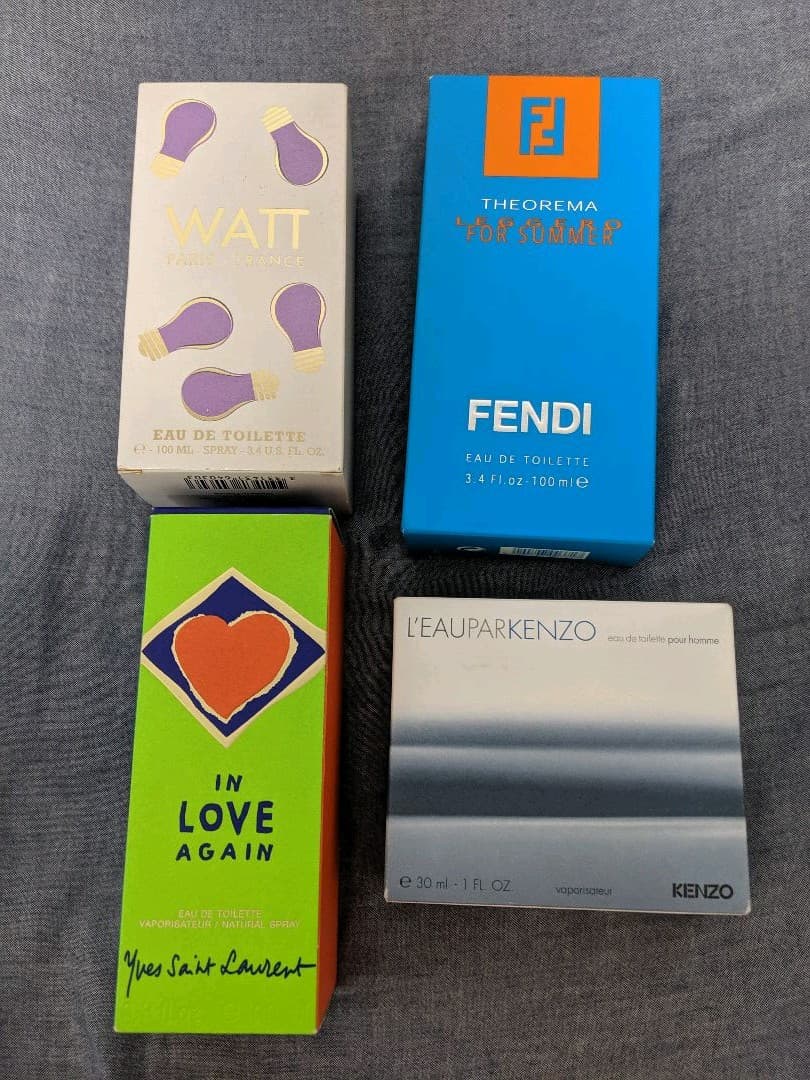 WATT
PARIS - FRANCE
EAU DE TOILETTE
e - 100 ML - SPRAY - 3.4 U.S. FL. OZ.
THEOREMA
LEGGERO
FOR SUMMER
FENDI
EAU DE TOILETTE
3.4 Fl.oz-100ml e
IN
LOVE
AGAIN
EAU DE TOILETTE
VAPORISATEUR / NATURAL SPRAY
Yves Saint Laurent
L'EAUPARKENZO eau de toilette pour homme
e 30 ml - 1 FL. OZ. vaporisateur KENZO